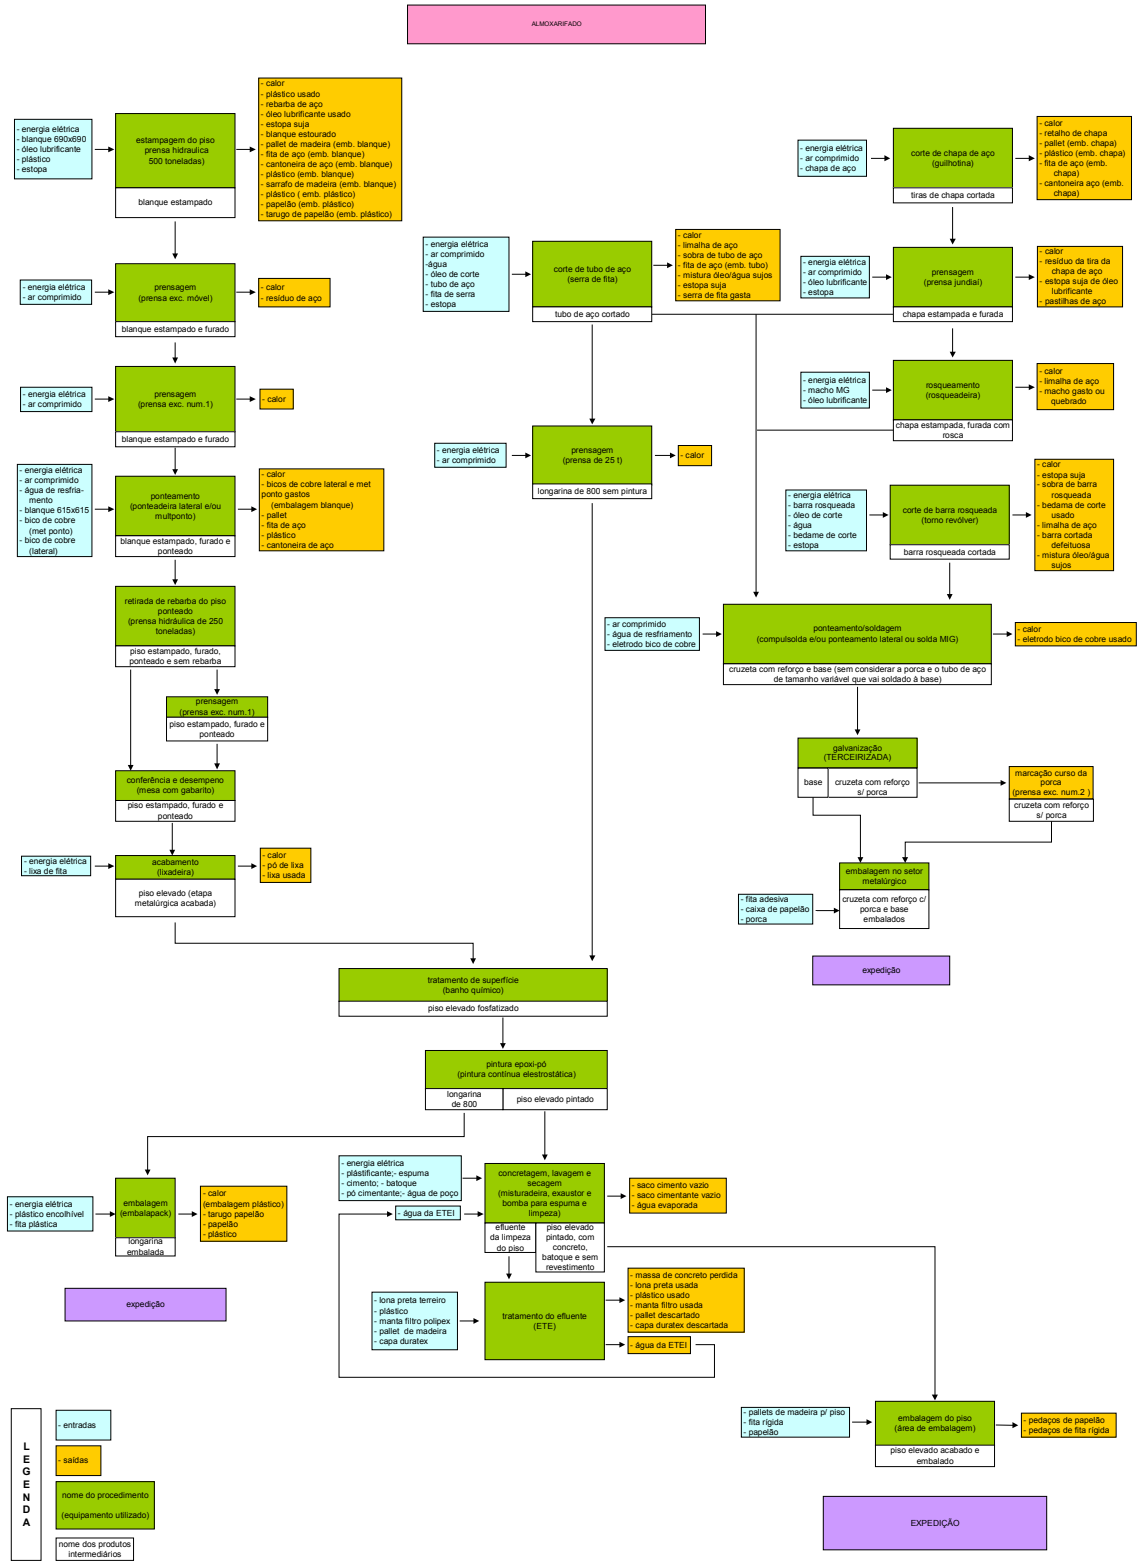 ALMOXARIFADO
- energia elétrica
- blanque 690x690
- óleo lubrificante
- plástico
- estopa
estampagem do piso
prensa hidraulica
500 toneladas)
blanque estampado
- calor
- plástico usado
- rebarba de aço
- óleo lubrificante usado
- estopa suja
- blanque estourado
- pallet de madeira (emb. blanque)
- fita de aço (emb. blanque)
- cantoneira de aço (emb. blanque)
- plástico (emb. blanque)
- sarrafo de madeira (emb. blanque)
- plástico ( emb. plástico)
- papelão (emb. plástico)
- tarugo de papelão (emb. plástico)
- energia elétrica
- ar comprimido
- chapa de aço
corte de chapa de aço
(guilhotina)
tiras de chapa cortada
- calor
- retalho de chapa
- pallet (emb. chapa)
- plástico (emb. chapa)
- fita de aço (emb.
chapa)
- cantoneira aço (emb.
chapa)
- energia elétrica
- ar comprimido
prensagem
(prensa exc. móvel)
blanque estampado e furado
- calor
- resíduo de aço
- energia elétrica
- ar comprimido
-água
- óleo de corte
- tubo de aço
- fita de serra
- estopa
corte de tubo de aço
(serra de fita)
tubo de aço cortado
- calor
- limalha de aço
- sobra de tubo de aço
- fita de aço (emb. tubo)
- mistura óleo/água sujos
- estopa suja
- serra de fita gasta
- energia elétrica
- ar comprimido
- óleo lubrificante
- estopa
prensagem
(prensa jundiai)
chapa estampada e furada
- calor
- resíduo da tira da
chapa de aço
- estopa suja de óleo
lubrificante
- pastilhas de aço
- energia elétrica
- ar comprimido
prensagem
(prensa exc. num.1)
blanque estampado e furado
- calor
- energia elétrica
- macho MG
- óleo lubrificante
rosqueamento
(rosqueadeira)
chapa estampada, furada com
rosca
- calor
- limalha de aço
- macho gasto ou
quebrado
- energia elétrica
- ar comprimido
prensagem
(prensa de 25 t)
longarina de 800 sem pintura
- calor
- energia elétrica
- ar comprimido
- água de resfria-
mento
- blanque 615x615
- bico de cobre
(met ponto)
- bico de cobre
(lateral)
ponteamento
(ponteadeira lateral e/ou
multponto)
blanque estampado, furado e
ponteado
- calor
- bicos de cobre lateral e met
ponto gastos
(embalagem blanque)
- pallet
- fita de aço
- plástico
- cantoneira de aço
- energia elétrica
- barra rosqueada
- óleo de corte
- água
- bedame de corte
- estopa
corte de barra rosqueada
(torno revólver)
barra rosqueada cortada
- calor
- estopa suja
- sobra de barra
rosqueada
- bedama de corte
usado
- limalha de aço
- barra cortada
defeituosa
- mistura óleo/água
sujos
retirada de rebarba do piso
ponteado
(prensa hidráulica de 250
toneladas)
piso estampado, furado,
ponteado e sem rebarba
- ar comprimido
- água de resfriamento
- eletrodo bico de cobre
ponteamento/soldagem
(compulsolda e/ou ponteamento lateral ou solda MIG)
cruzeta com reforço e base (sem considerar a porca e o tubo de aço
de tamanho variável que vai soldado à base)
- calor
- eletrodo bico de cobre usado
prensagem
(prensa exc. num.1)
piso estampado, furado e
ponteado
galvanização
(TERCEIRIZADA)
base
cruzeta com reforço
s/ porca
marcação curso da
porca
(prensa exc. num.2 )
cruzeta com reforço
s/ porca
conferência e desempeno
(mesa com gabarito)
piso estampado, furado e
ponteado
- energia elétrica
- lixa de fita
acabamento
(lixadeira)
piso elevado (etapa
metalúrgica acabada)
- calor
- pó de lixa
- lixa usada
- fita adesiva
- caixa de papelão
- porca
embalagem no setor
metalúrgico
cruzeta com reforço c/
porca e base
embalados
expedição
tratamento de superfície
(banho químico)
piso elevado fosfatizado
pintura epoxi-pó
(pintura contínua elestrostática)
longarina
de 800
piso elevado pintado
- energia elétrica
- plástico encolhível
- fita plástica
embalagem
(embalapack)
longarina
embalada
- calor
(embalagem plástico)
- tarugo papelão
- papelão
- plástico
expedição
- energia elétrica
- plástificante;- espuma
- cimento; - batoque
- pó cimentante;- água de poço
- água da ETEI
concretagem, lavagem e
secagem
(misturadeira, exaustor e
bomba para espuma e
limpeza)
efluente
da limpeza
do piso
piso elevado
pintado, com
concreto,
batoque e sem
revestimento
- saco cimento vazio
- saco cimentante vazio
- água evaporada
- lona preta terreiro
- plástico
- manta filtro polipex
- pallet de madeira
- capa duratex
tratamento do efluente
(ETE)
- massa de concreto perdida
- lona preta usada
- plástico usado
- manta filtro usada
- pallet descartado
- capa duratex descartada
- água da ETEI
- pallets de madeira p/ piso
- fita rígida
- papelão
embalagem do piso
(área de embalagem)
piso elevado acabado e
embalado
- pedaços de papelão
- pedaços de fita rígida
EXPEDIÇÃO
LEGENDA
- entradas
- saídas
nome do procedimento
(equipamento utilizado)
nome dos produtos
intermediários